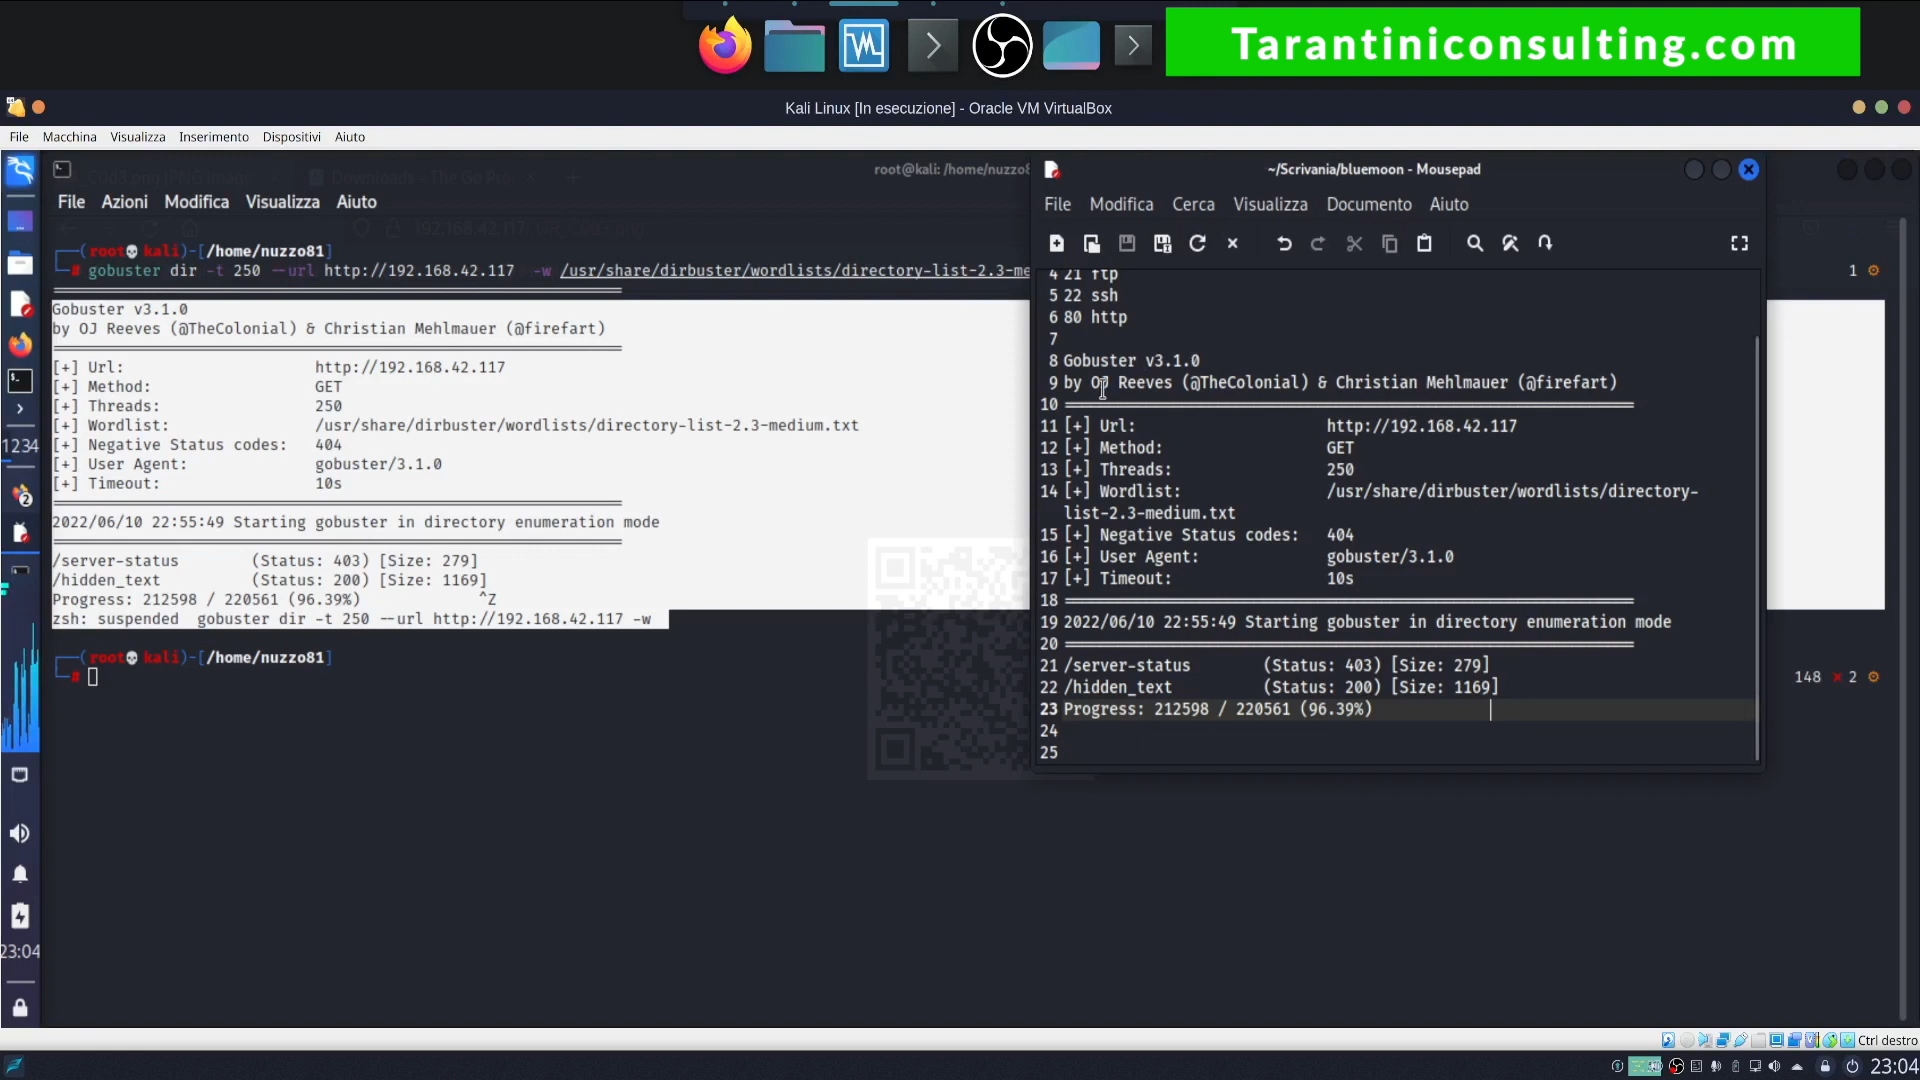 Tarantiniconsulting.com
Kali Linux [In esecuzione] - Oracle VM VirtualBox
File Macchina Visualizza Inserimento Dispositivi Aiuto
root@kali: /home/nuzzo8
File Azioni Modifica Visualizza Aiuto
192.168.42.117
┌──(root💀kali)-[/home/nuzzo81]
└─# gobuster dir -t 250 --url http://192.168.42.117 -w /usr/share/dirbuster/wordlists/directory-list-2.3-me
===============================================================
Gobuster v3.1.0
by OJ Reeves (@TheColonial) & Christian Mehlmauer (@firefart)
===============================================================
[+] Url: http://192.168.42.117
[+] Method: GET
[+] Threads: 250
[+] Wordlist: /usr/share/dirbuster/wordlists/directory-list-2.3-medium.txt
[+] Negative Status codes: 404
[+] User Agent: gobuster/3.1.0
[+] Timeout: 10s
===============================================================
2022/06/10 22:55:49 Starting gobuster in directory enumeration mode
===============================================================
/server-status (Status: 403) [Size: 279]
/hidden_text (Status: 200) [Size: 1169]
Progress: 212598 / 220561 (96.39%) ^Z
zsh: suspended gobuster dir -t 250 --url http://192.168.42.117 -w
┌──(root💀kali)-[/home/nuzzo81]
└─#
1
148 × 2
~/Scrivania/bluemoon - Mousepad
File Modifica Cerca Visualizza Documento Aiuto
4 21 ftp
5 22 ssh
6 80 http
7
8 Gobuster v3.1.0
9 by OJ Reeves (@TheColonial) & Christian Mehlmauer (@firefart)
10 ===============================================================
11 [+] Url: http://192.168.42.117
12 [+] Method: GET
13 [+] Threads: 250
14 [+] Wordlist: /usr/share/dirbuster/wordlists/directory-
list-2.3-medium.txt
15 [+] Negative Status codes: 404
16 [+] User Agent: gobuster/3.1.0
17 [+] Timeout: 10s
18 ===============================================================
19 2022/06/10 22:55:49 Starting gobuster in directory enumeration mode
20 ===============================================================
21 /server-status (Status: 403) [Size: 279]
22 /hidden_text (Status: 200) [Size: 1169]
23 Progress: 212598 / 220561 (96.39%)
24
25
1234
2
23:04
Ctrl destro
23:04